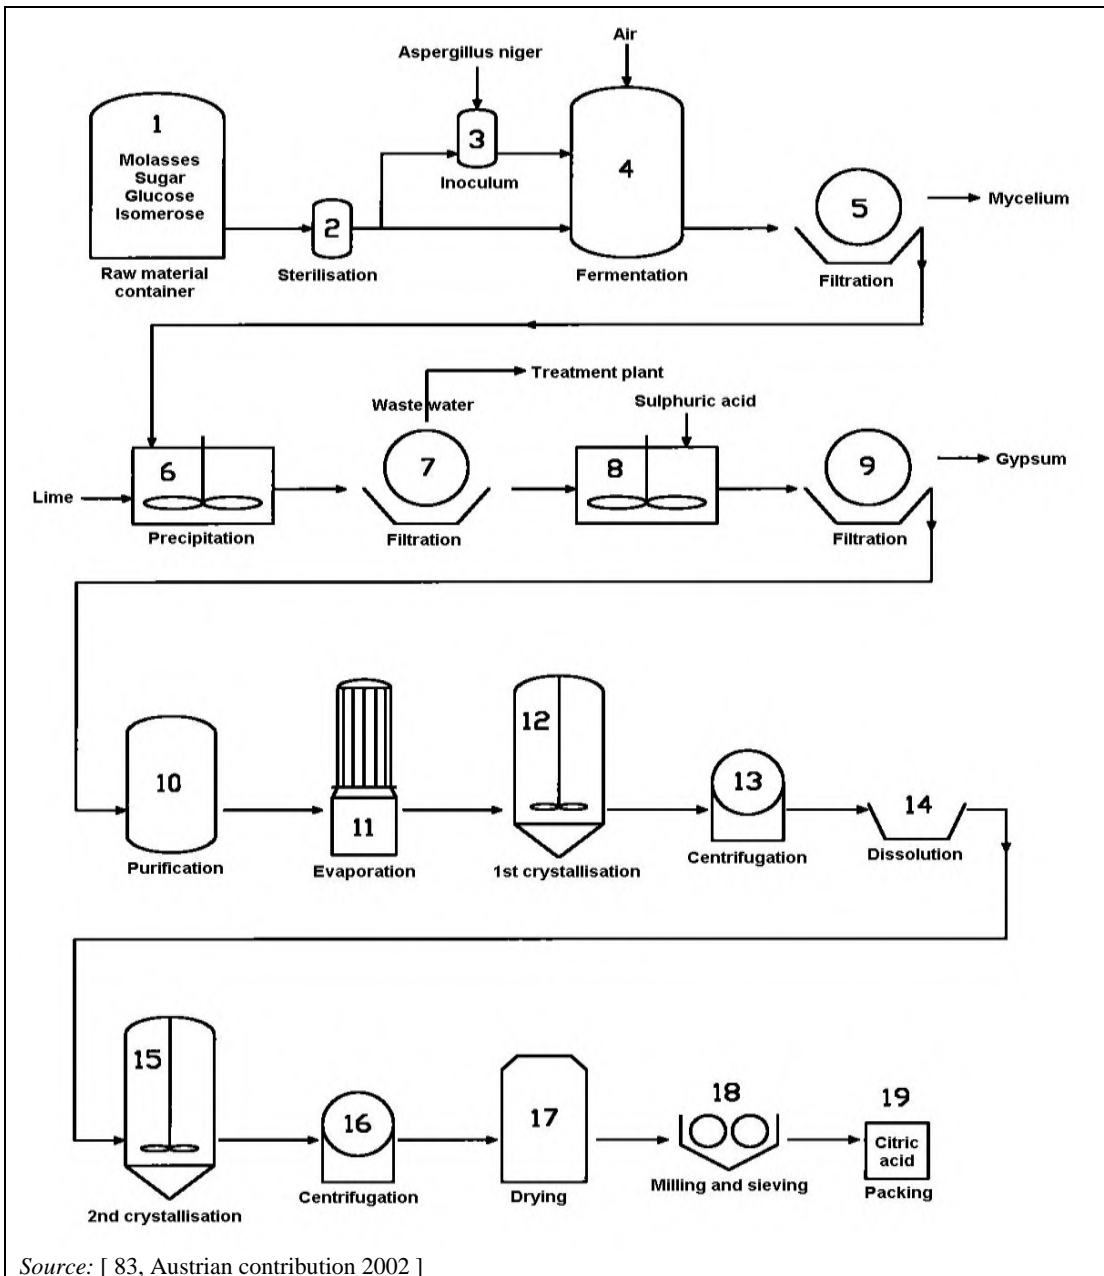 Air
Aspergillus niger
1
Molasses
Sugar
Glucose
Isomerose
Raw material
container
2
Sterilisation
3
Inoculum
4
Fermentation
5
Mycelium
Filtration
Treatment plant
Waste water
Sulphuric acid
Lime
6
Precipitation
7
Filtration
8
9
Gypsum
Filtration
10
Purification
11
Evaporation
12
1st crystallisation
13
Centrifugation
14
Dissolution
15
2nd crystallisation
16
Centrifugation
17
Drying
18
Milling and sieving
19
Citric
acid
Packing
Source: [ 83, Austrian contribution 2002 ]